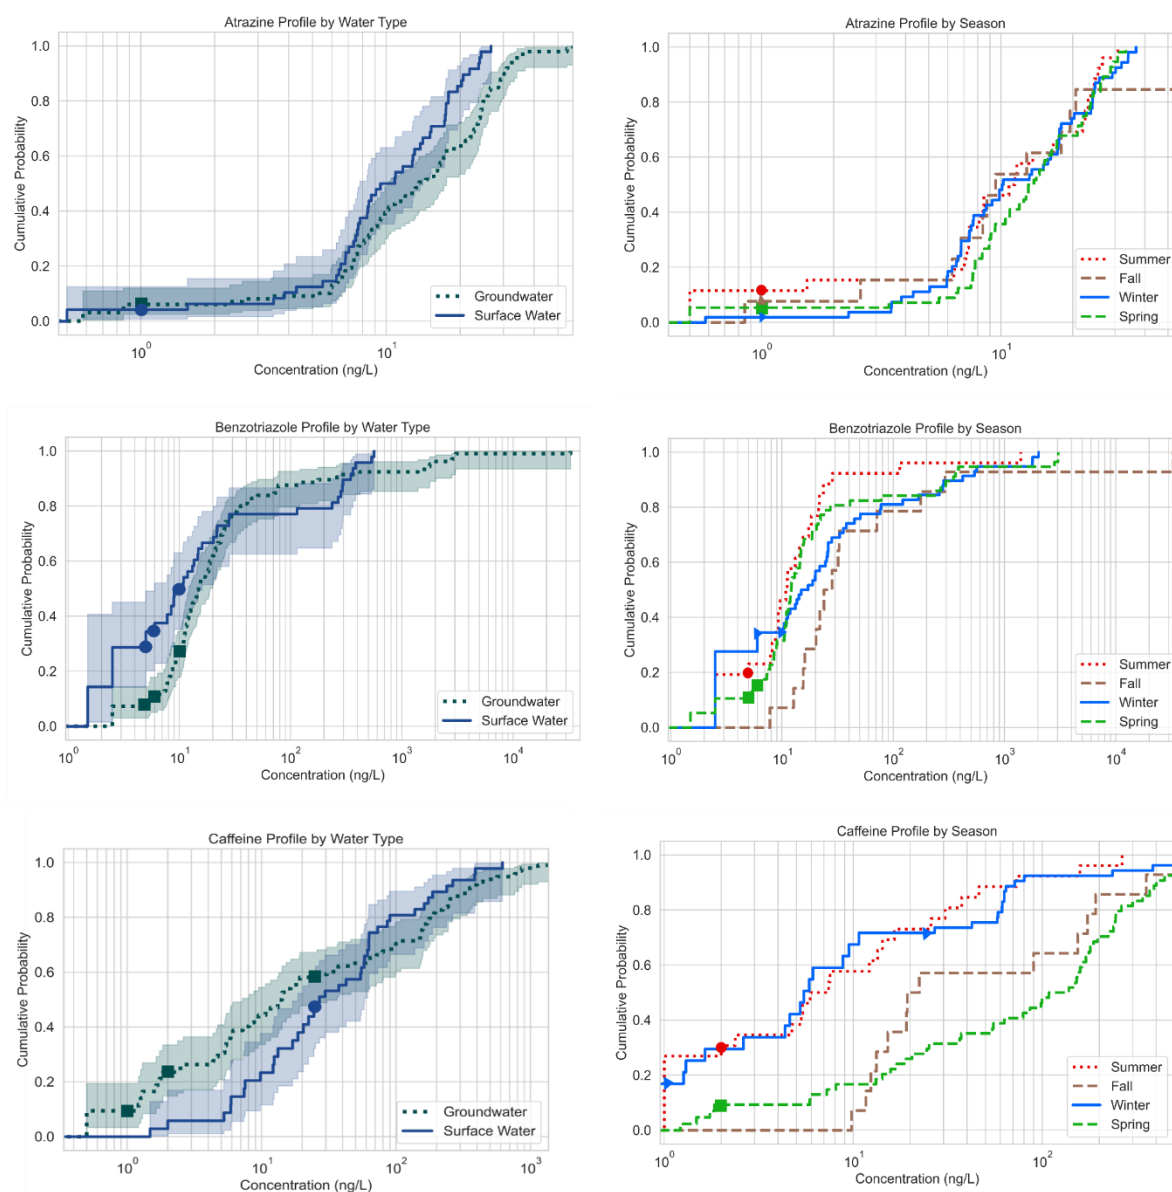 Atrazine Profile by Water Type
1.0
0.8
0.6
0.4
0.2
0.0
Cumulative Probability
Groundwater
Surface Water
10⁰
10¹
Concentration (ng/L)
Atrazine Profile by Season
1.0
0.8
0.6
0.4
0.2
0.0
Cumulative Probability
Summer
Fall
Winter
Spring
10⁰
10¹
Concentration (ng/L)
Benzotriazole Profile by Water Type
1.0
0.8
0.6
0.4
0.2
0.0
Cumulative Probability
Groundwater
Surface Water
10⁰
10¹
10²
10³
10⁴
Concentration (ng/L)
Benzotriazole Profile by Season
1.0
0.8
0.6
0.4
0.2
0.0
Cumulative Probability
Summer
Fall
Winter
Spring
10⁰
10¹
10²
10³
10⁴
Concentration (ng/L)
Caffeine Profile by Water Type
1.0
0.8
0.6
0.4
0.2
0.0
Cumulative Probability
Groundwater
Surface Water
10⁰
10¹
10²
10³
Concentration (ng/L)
Caffeine Profile by Season
1.0
0.8
0.6
0.4
0.2
0.0
Cumulative Probability
Summer
Fall
Winter
Spring
10⁰
10¹
10²
Concentration (ng/L)